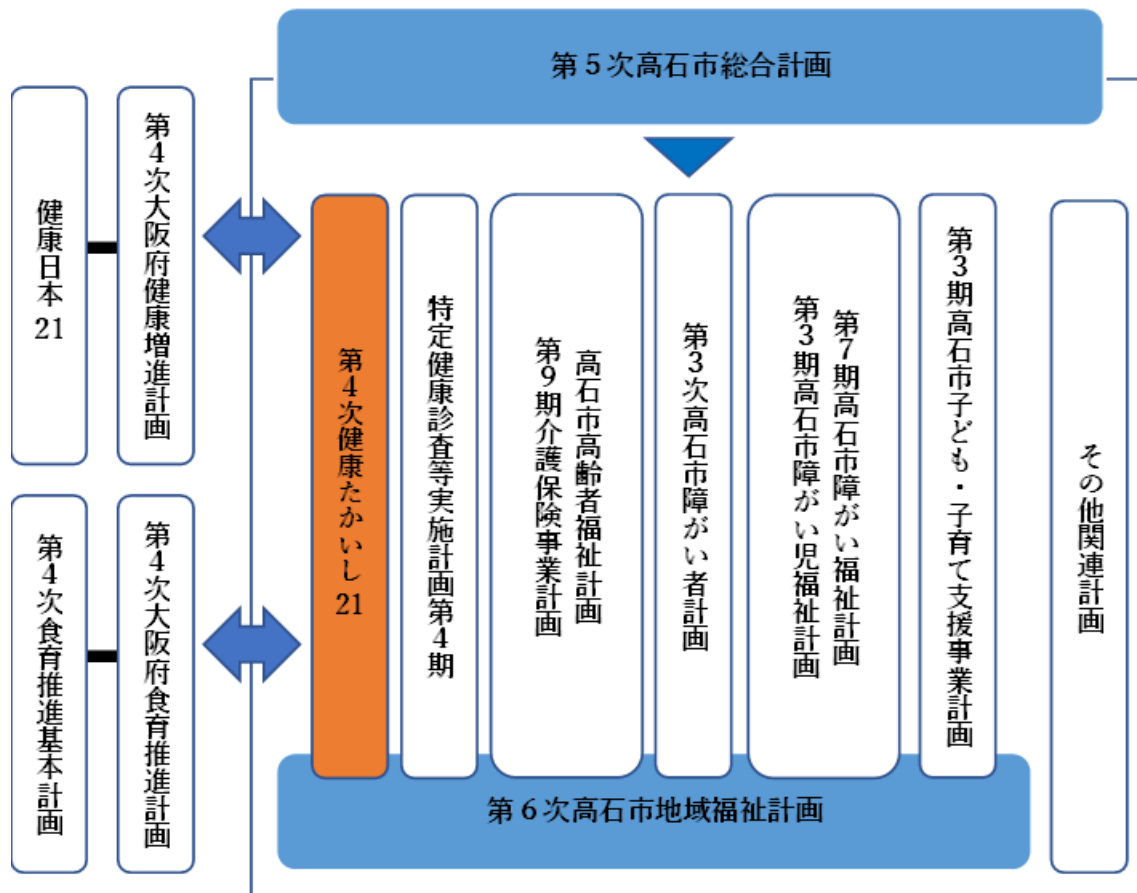 第５次高石市総合計画
健康日本21
第4次大阪府健康増進計画
第4次食育推進基本計画
第4次大阪府食育推進計画
第4次健康たかいし21
特定健康診査等実施計画第4期
高石市高齢者福祉計画
第9期介護保険事業計画
第3次高石市障がい者計画
第7期高石市障がい福祉計画
第3期高石市障がい児福祉計画
第3期高石市子ども・子育て支援事業計画
その他関連計画
第６次高石市地域福祉計画